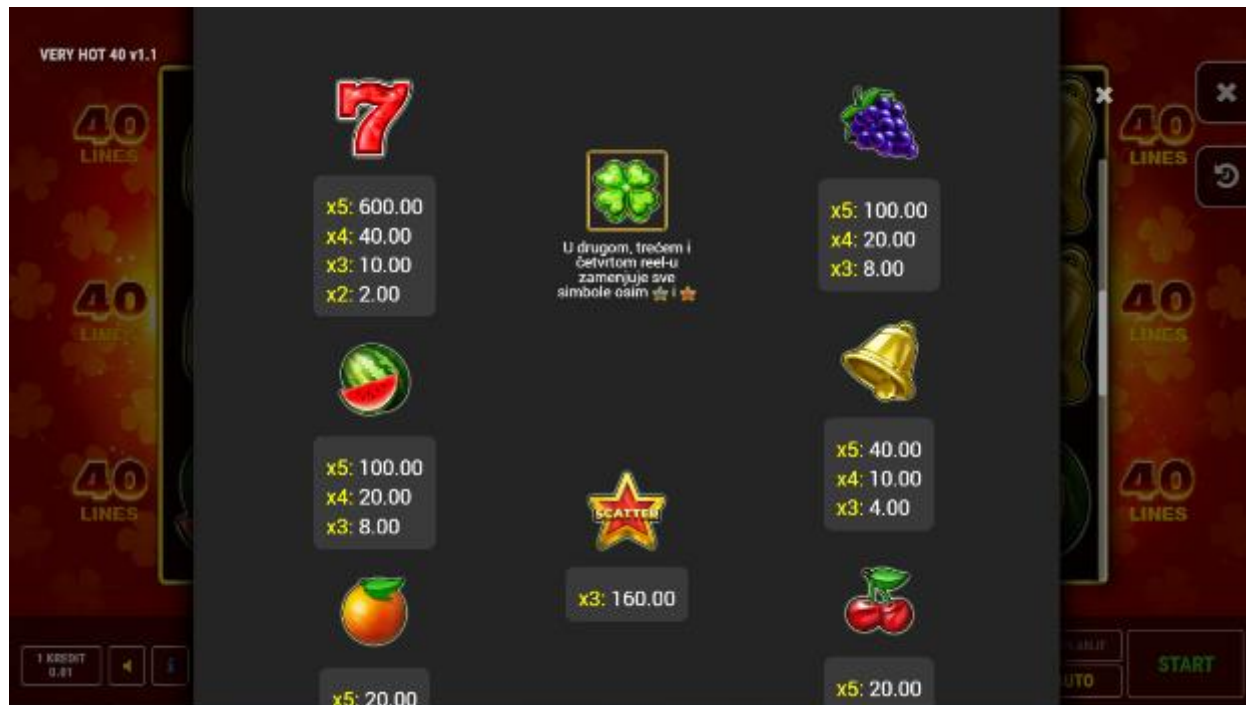 VERY HOT 40 v1.1
40
LINES
40
LINES
40
LINES
x5: 600.00
x4: 40.00
x3: 10.00
x2: 2.00
U drugom, trećem i
četvrtom reel-u
zamenjuje sve
simbole osim i
x5: 100.00
x4: 20.00
x3: 8.00
x5: 100.00
x4: 20.00
x3: 8.00
SCATTER
x3: 160.00
x5: 40.00
x4: 10.00
x3: 4.00
x5: 20.00
x5: 20.00
40
LINES
40
LINES
40
LINES
1 KREDIT
0.01
START